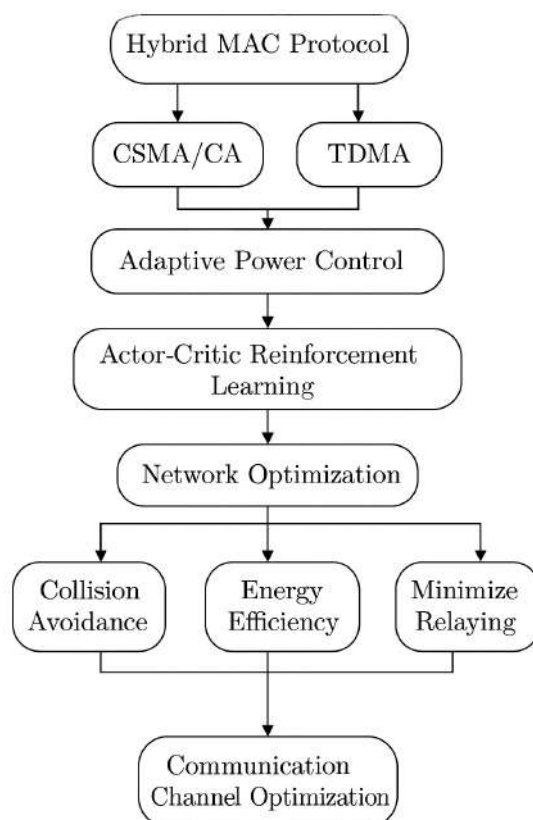 Hybrid MAC Protocol
CSMA/CA
TDMA
Adaptive Power Control
Actor-Critic Reinforcement
Learning
Network Optimization
Collision
Avoidance
Energy
Efficiency
Minimize
Relaying
Communication
Channel Optimization